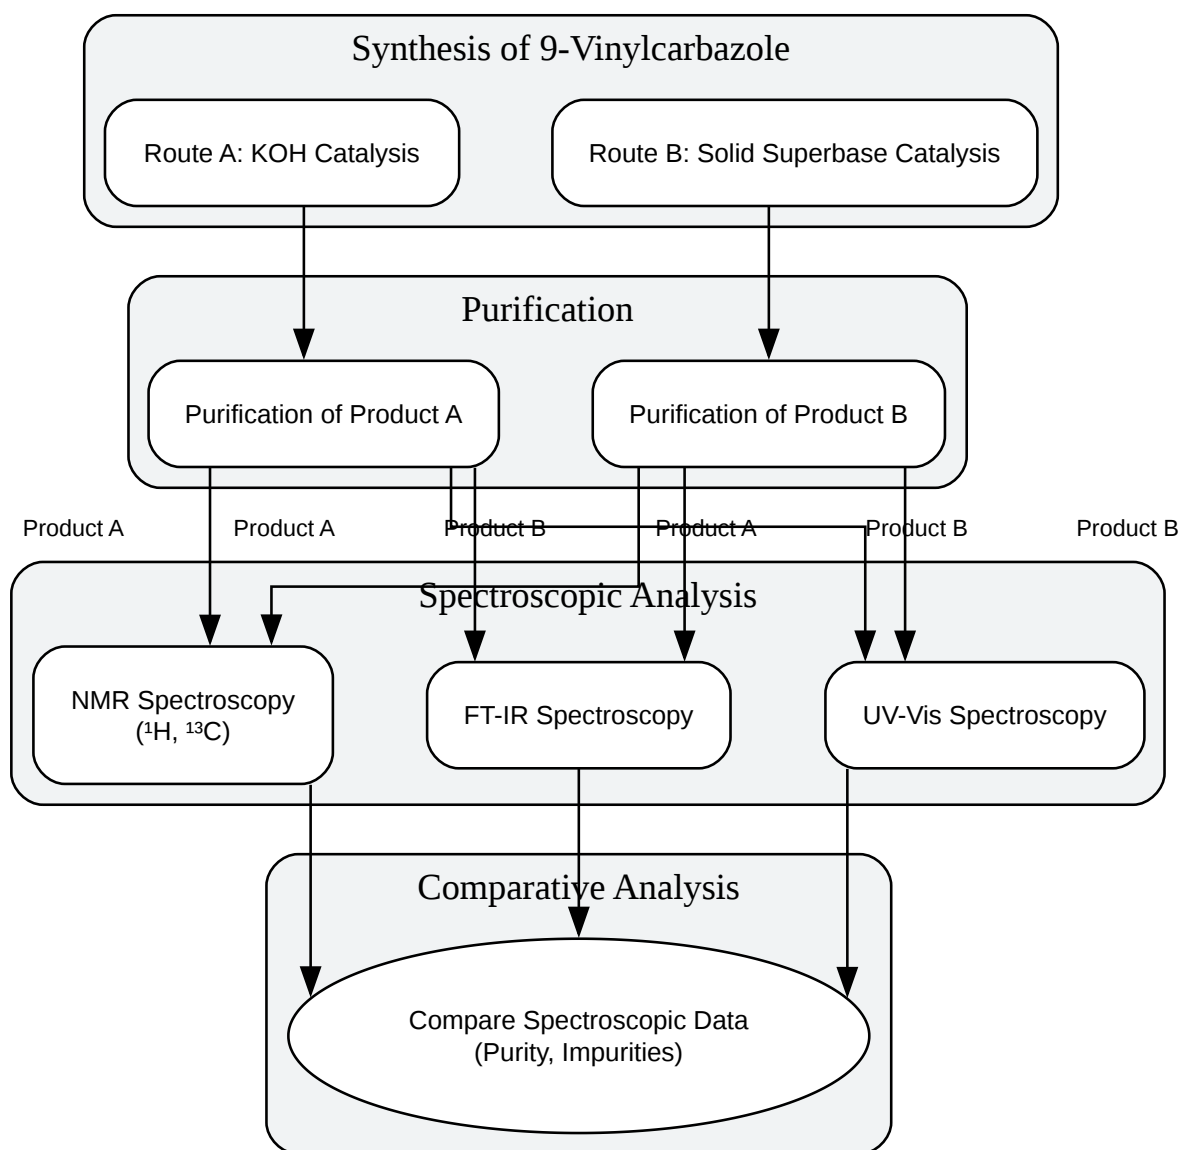 Synthesis of 9-Vinylcarbazole
Route A: KOH Catalysis
Route B: Solid Superbase Catalysis
Purification
Purification of Product A
Purification of Product B
Product A
Product A
Product B
Product A
Product B
Product B
Spectroscopic Analysis
NMR Spectroscopy
(¹H, ¹³C)
FT-IR Spectroscopy
UV-Vis Spectroscopy
Comparative Analysis
Compare Spectroscopic Data
(Purity, Impurities)